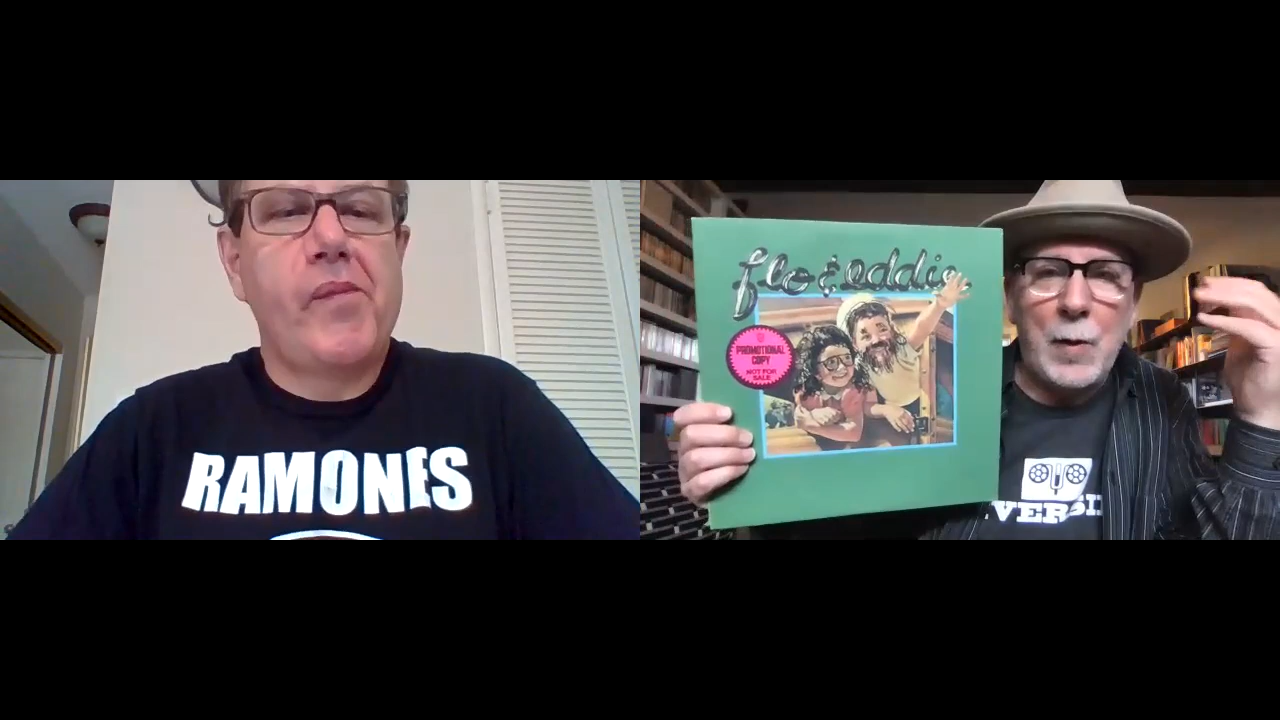 RAMONES
flo & eddie
PROMOTIONAL
COPY
NOT FOR
SALE